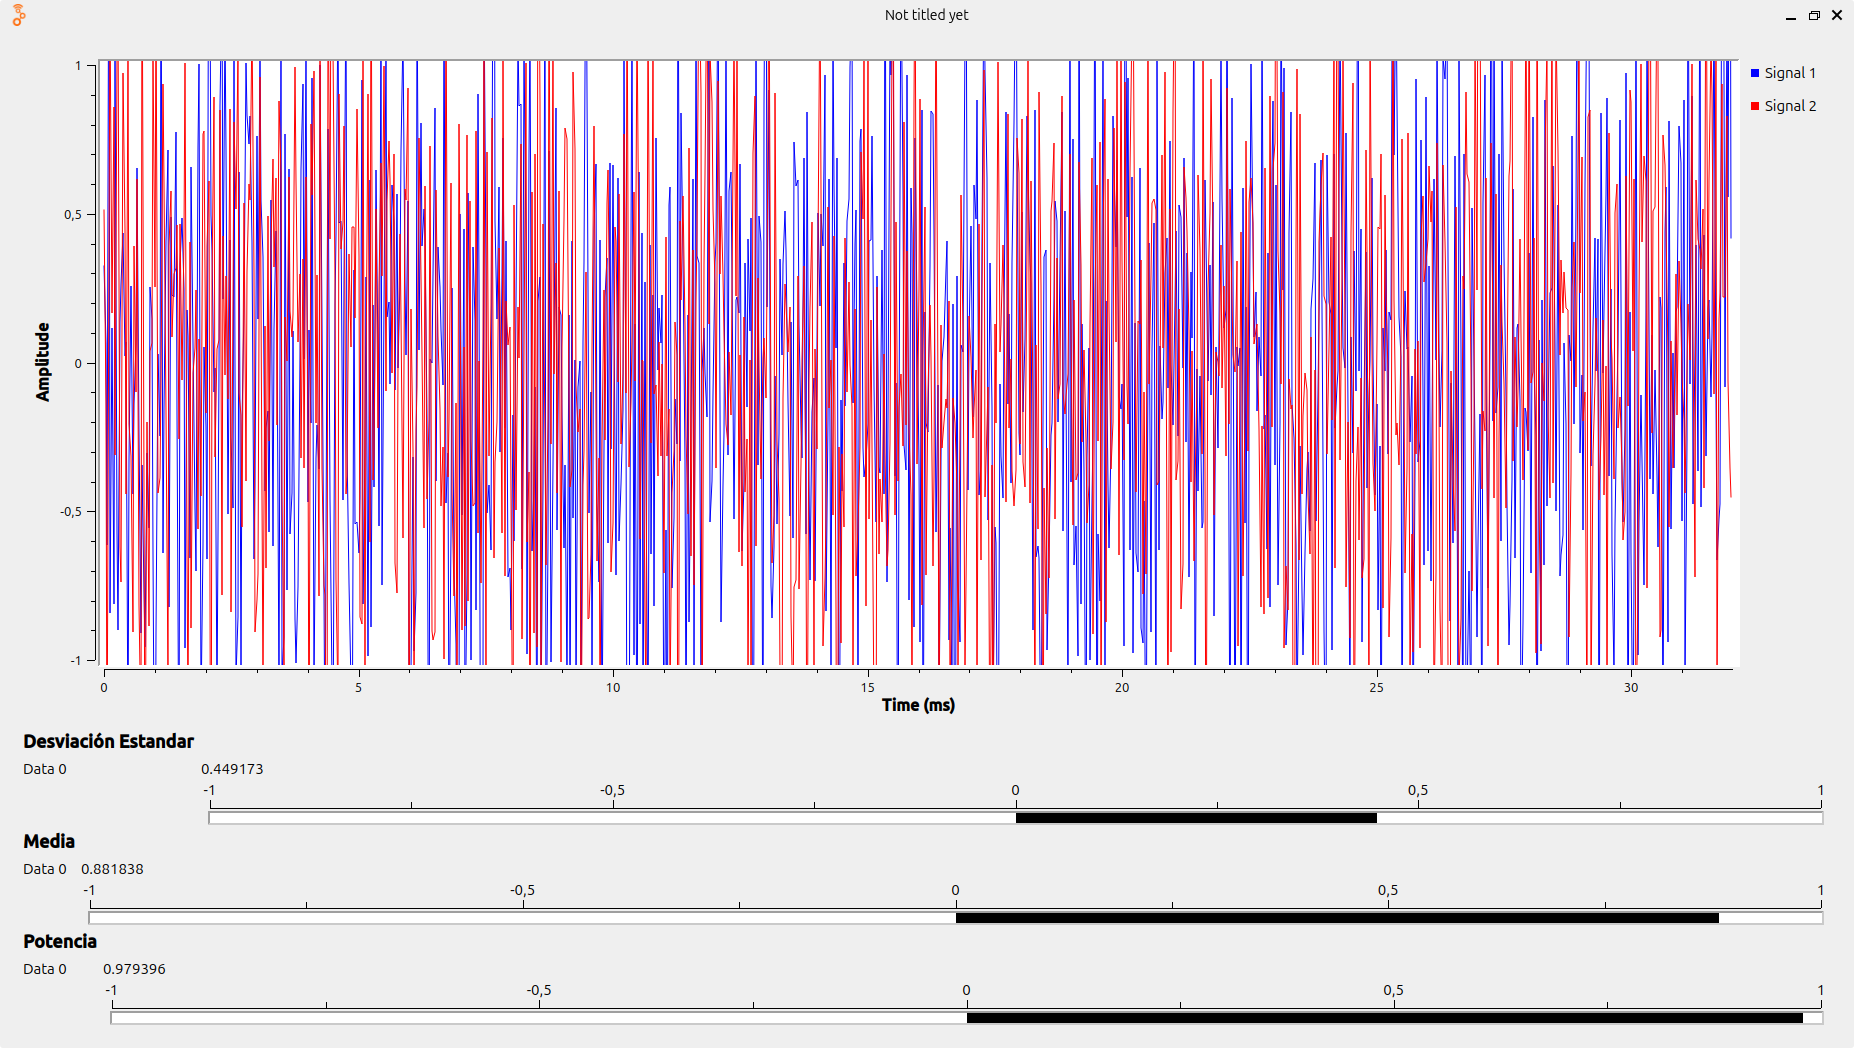 Not titled yet
1
0,5
0
-0,5
-1
Amplitude
Signal 1
Signal 2
0 5 10 15 20 25 30
Time (ms)
Desviación Estandar
Data 0 0.449173
-1 -0,5 0 0,5 1
Media
Data 0 0.881838
-1 -0,5 0 0,5 1
Potencia
Data 0 0.979396
-1 -0,5 0 0,5 1